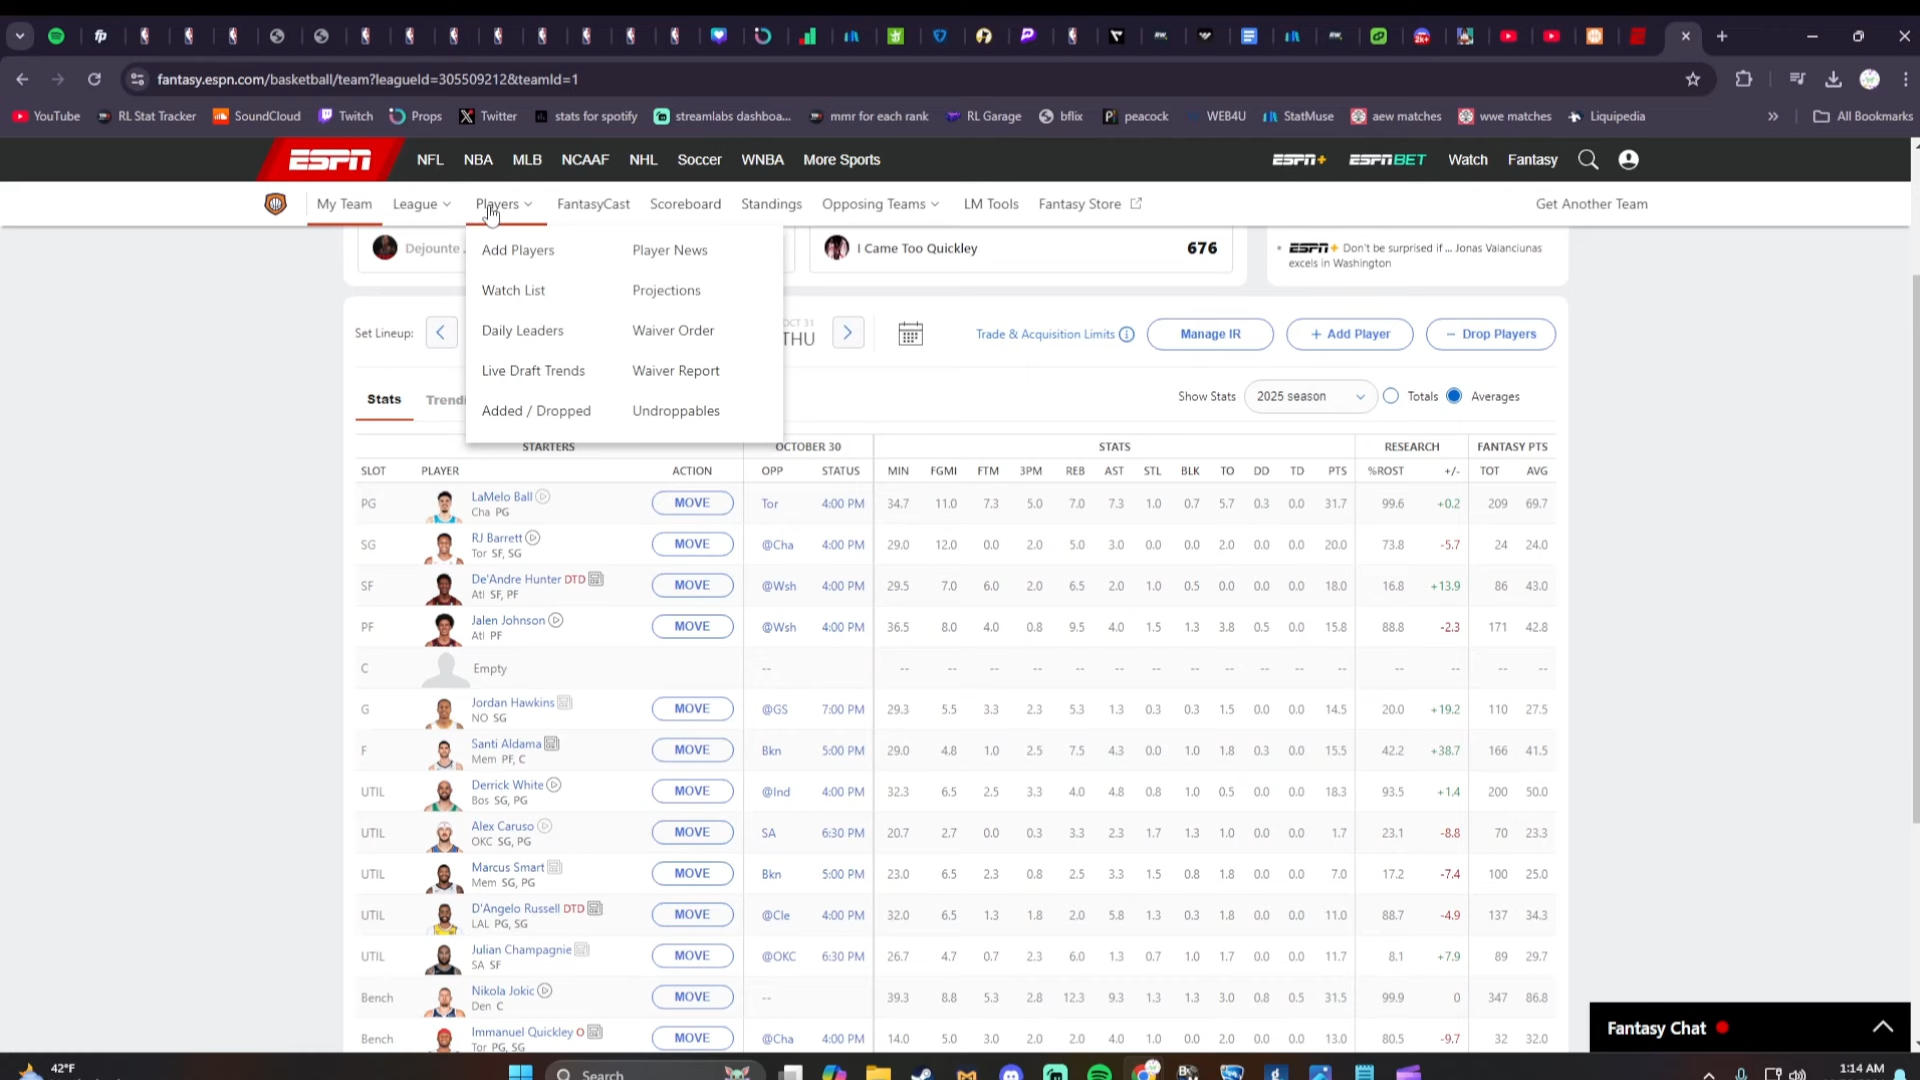 fantasy.espn.com/basketball/team?leagueId=305509212&teamId=1
YouTube RL Stat Tracker SoundCloud Twitch Props Twitter stats for spotify streamlabs dashboa... mmr for each rank RL Garage bflix peacock WEB4U StatMuse aew matches wwe matches Liquipedia » All Bookmarks
ESPN NFL NBA MLB NCAAF NHL Soccer WNBA More Sports ESPN+ ESPN BET Watch Fantasy
My Team League Players FantasyCast Scoreboard Standings Opposing Teams LM Tools Fantasy Store Get Another Team
Dejounte I Came Too Quickley 676
ESPN+ Don't be surprised if ... Jonas Valanciunas
excels in Washington
Add Players Player News
Watch List Projections
Daily Leaders Waiver Order
Live Draft Trends Waiver Report
Added / Dropped Undroppables
Set Lineup: OCT 31
THU Trade & Acquisition Limits Manage IR + Add Player − Drop Players
Stats Show Stats 2025 season Totals Averages
STARTERS OCTOBER 30 STATS RESEARCH FANTASY PTS
SLOT PLAYER ACTION OPP STATUS MIN FGMI FTM 3PM REB AST STL BLK TO DD TD PTS %ROST +/- TOT AVG
PG LaMelo Ball MOVE Tor 4:00 PM 34.7 11.0 7.3 5.0 7.0 7.3 1.0 0.7 5.7 0.3 0.0 31.7 99.6 +0.2 209 69.7
Cha PG
SG RJ Barrett MOVE @Cha 4:00 PM 29.0 12.0 0.0 2.0 5.0 3.0 0.0 0.0 2.0 0.0 0.0 20.0 73.8 -5.7 24 24.0
Tor SF, SG
SF De'Andre Hunter DTD MOVE @Wsh 4:00 PM 29.5 7.0 6.0 2.0 6.5 2.0 1.0 0.5 0.0 0.0 0.0 18.0 16.8 +13.9 86 43.0
Atl SF, PF
PF Jalen Johnson MOVE @Wsh 4:00 PM 36.5 8.0 4.0 0.8 9.5 4.0 1.5 1.3 3.8 0.5 0.0 15.8 88.8 -2.3 171 42.8
Atl PF
C Empty -- -- -- -- -- -- -- -- -- -- -- -- -- -- -- -- --
G Jordan Hawkins MOVE @GS 7:00 PM 29.3 5.5 3.3 2.3 5.3 1.3 0.3 0.3 1.5 0.0 0.0 14.5 20.0 +19.2 110 27.5
NO SG
F Santi Aldama MOVE Bkn 5:00 PM 29.0 4.8 1.0 2.5 7.5 4.3 0.0 1.0 1.8 0.3 0.0 15.5 42.2 +38.7 166 41.5
Mem PF, C
UTIL Derrick White MOVE @Ind 4:00 PM 32.3 6.5 2.5 3.3 4.0 4.8 0.8 1.0 0.5 0.0 0.0 18.3 93.5 +1.4 200 50.0
Bos SG, PG
UTIL Alex Caruso MOVE SA 6:30 PM 20.7 2.7 0.0 0.3 3.3 2.3 1.7 1.3 1.0 0.0 0.0 1.7 23.1 -8.8 70 23.3
OKC SG, PG
UTIL Marcus Smart MOVE Bkn 5:00 PM 23.0 6.5 2.3 0.8 2.5 3.3 1.5 0.8 1.8 0.0 0.0 7.0 17.2 -7.4 100 25.0
Mem SG, PG
UTIL D'Angelo Russell DTD MOVE @Cle 4:00 PM 32.0 6.5 1.3 1.8 2.0 5.8 1.3 0.3 1.8 0.0 0.0 11.0 88.7 -4.9 137 34.3
LAL PG, SG
UTIL Julian Champagnie MOVE @OKC 6:30 PM 26.7 4.7 0.7 2.3 6.0 1.3 0.7 1.0 1.7 0.0 0.0 11.7 8.1 +7.9 89 29.7
SA SF
Bench Nikola Jokic MOVE -- 39.3 8.8 5.3 2.8 12.3 9.3 1.3 1.3 3.0 0.8 0.5 31.5 99.9 0 347 86.8
Den C
Bench Immanuel Quickley O MOVE @Cha 4:00 PM 14.0 5.0 3.0 2.0 2.0 4.0 1.0 0.0 2.0 0.0 0.0 13.0 80.5 -9.7 32 32.0
Tor PG, SG
Fantasy Chat
42°F Search 1:14 AM